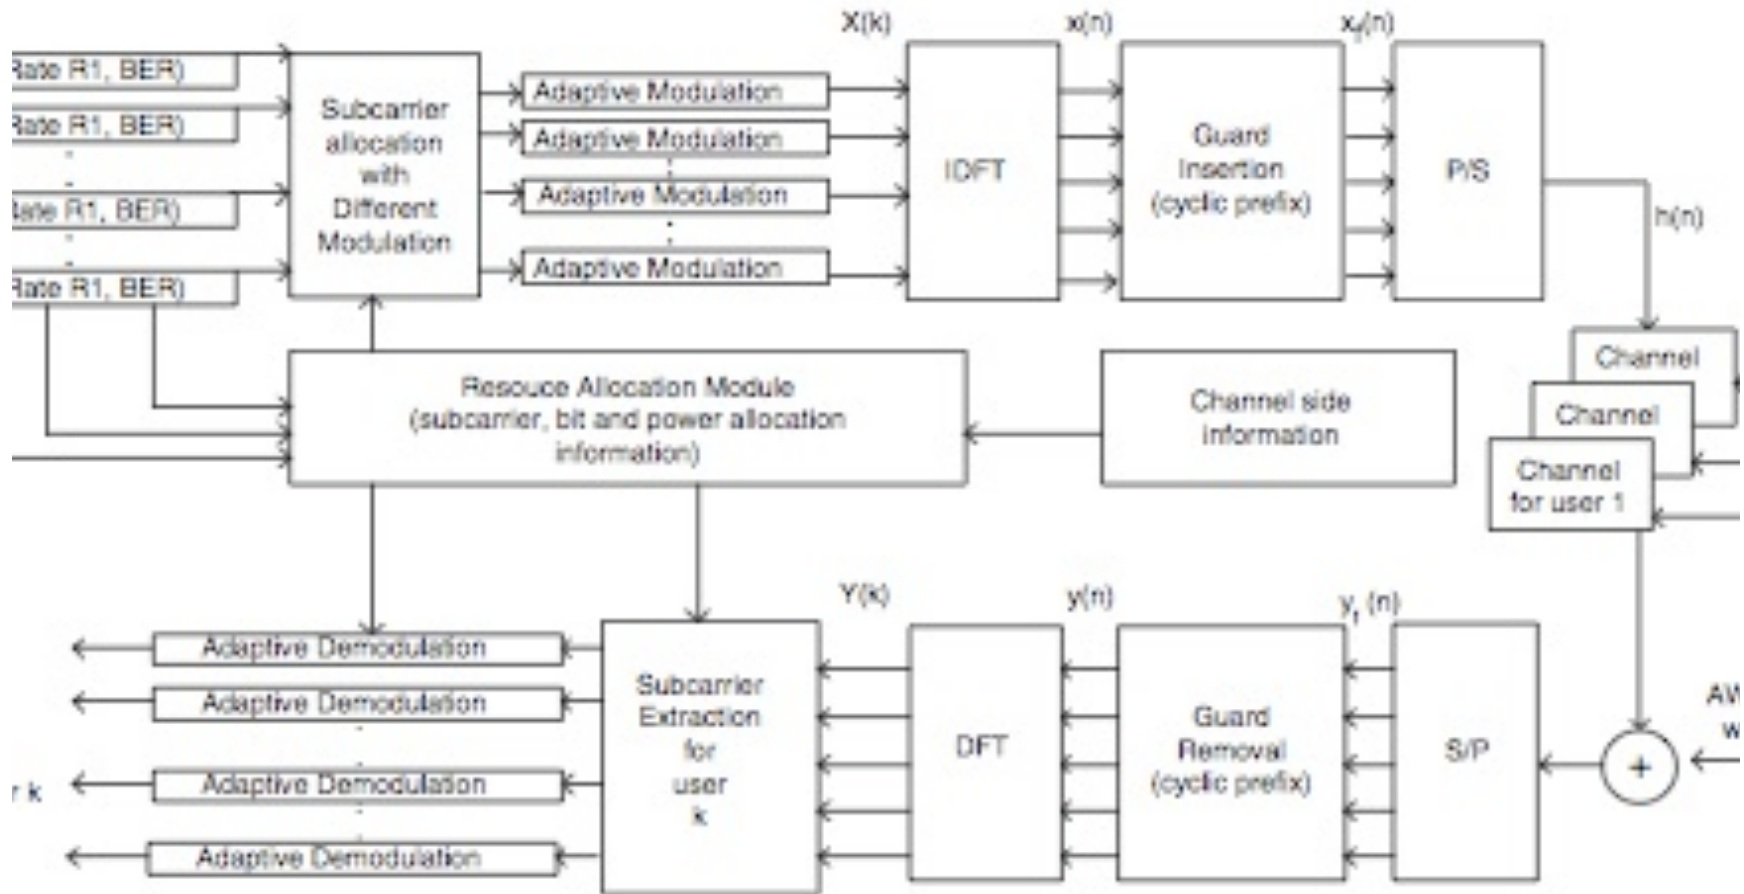 X(k)
x(n)
x_f(n)
Rate R1, BER)
Rate R1, BER)
Rate R1, BER)
Rate R1, BER)
Subcarrier
allocation
with
Different
Modulation
Adaptive Modulation
Adaptive Modulation
Adaptive Modulation
Adaptive Modulation
IDFT
Guard
Insertion
(cyclic prefix)
P/S
h(n)
Resouce Allocation Module
(subcarrier, bit and power allocation
information)
Channel side
information
Channel
Channel
Channel
for user 1
Y(k)
y(n)
y_f (n)
Adaptive Demodulation
Adaptive Demodulation
Adaptive Demodulation
Adaptive Demodulation
Subcarrier
Extraction
for
user
k
DFT
Guard
Removal
(cyclic prefix)
S/P
+
AW
w
r k